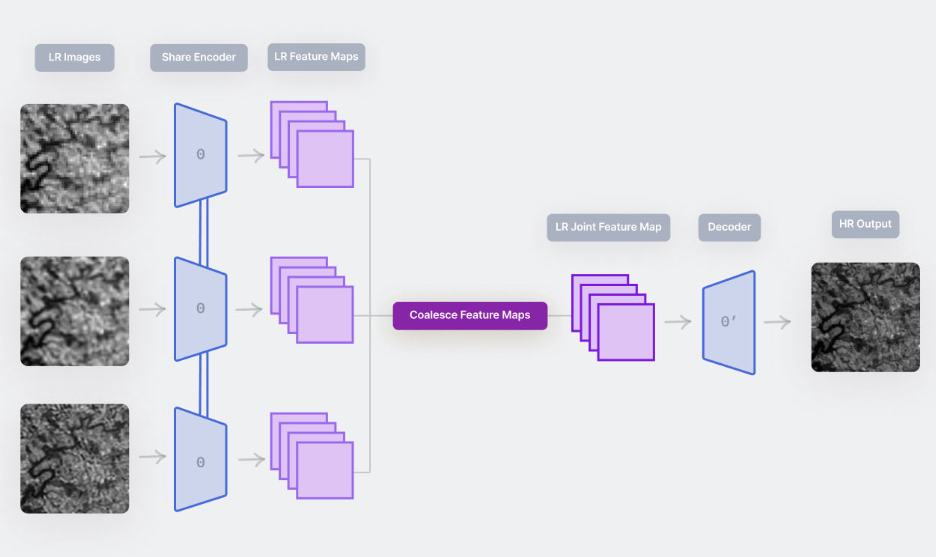 LR Images
Share Encoder
LR Feature Maps
0
0
0
Coalesce Feature Maps
LR Joint Feature Map
Decoder
HR Output
0′